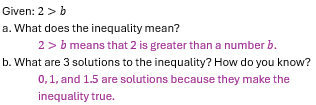 Given: 2 > b
a. What does the inequality mean?
2 > b means that 2 is greater than a number b.
b. What are 3 solutions to the inequality? How do you know?
0, 1, and 1.5 are solutions because they make the
inequality true.